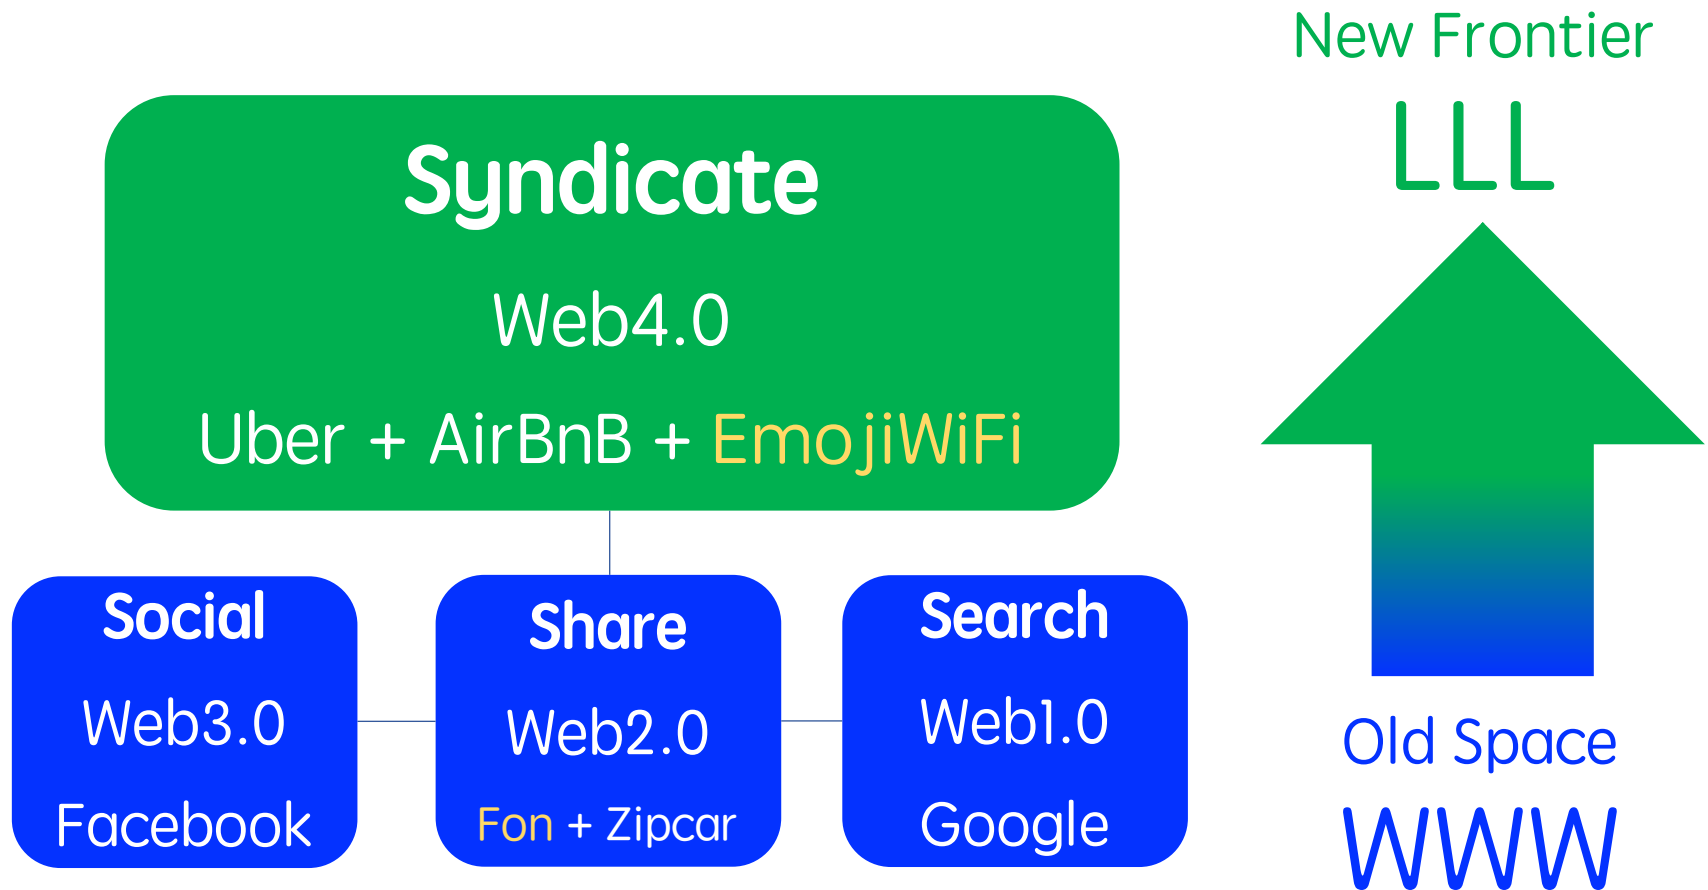 Syndicate
Web4.0
Uber + AirBnB + EmojiWiFi
Social
Web3.0
Facebook
Share
Web2.0
Fon + Zipcar
Search
Web1.0
Google
New Frontier
LLL
Old Space
WWW